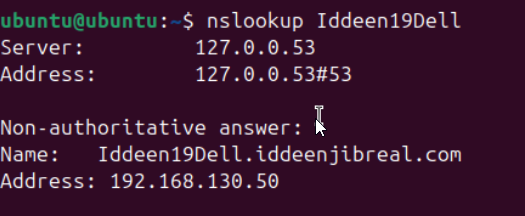 ubuntu@ubuntu:~$ nslookup Iddeen19Dell
Server:         127.0.0.53
Address:        127.0.0.53#53
Non-authoritative answer:
Name:   Iddeen19Dell.iddeenjibreal.com
Address: 192.168.130.50